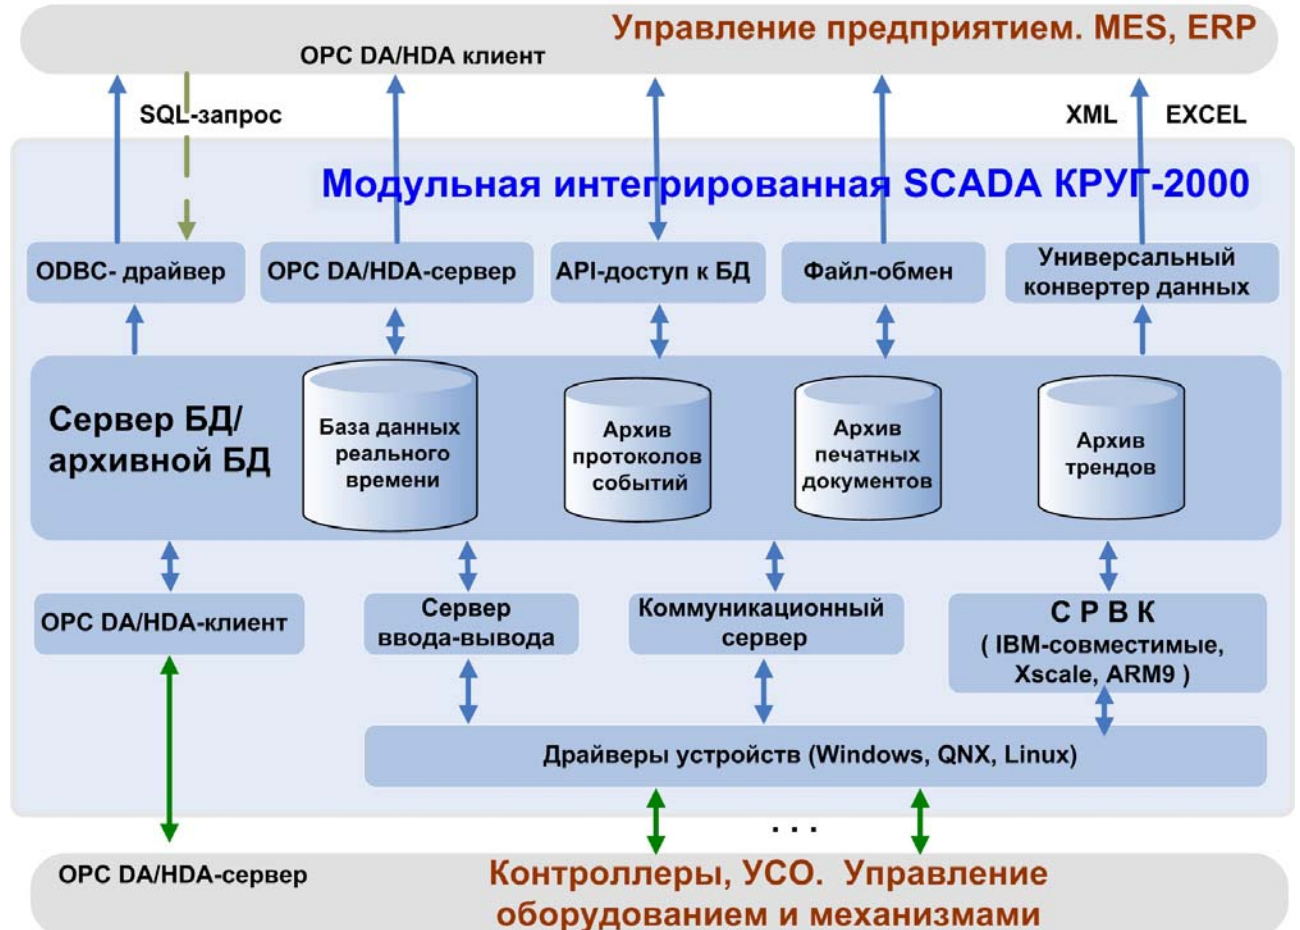 Управление предприятием. MES, ERP
OPC DA/HDA клиент
SQL-запрос
XML EXCEL
Модульная интегрированная SCADA КРУГ-2000
ODBC- драйвер
OPC DA/HDA-сервер
API-доступ к БД
Файл-обмен
Универсальный
конвертер данных
Сервер БД/
архивной БД
База данных
реального
времени
Архив
протоколов
событий
Архив
печатных
документов
Архив
трендов
OPC DA/HDA-клиент
Сервер
ввода-вывода
Коммуникационный
сервер
С Р В К
( IBM-совместимые,
Xscale, ARM9 )
Драйверы устройств (Windows, QNX, Linux)
. . .
OPC DA/HDA-сервер
Контроллеры, УСО. Управление
оборудованием и механизмами